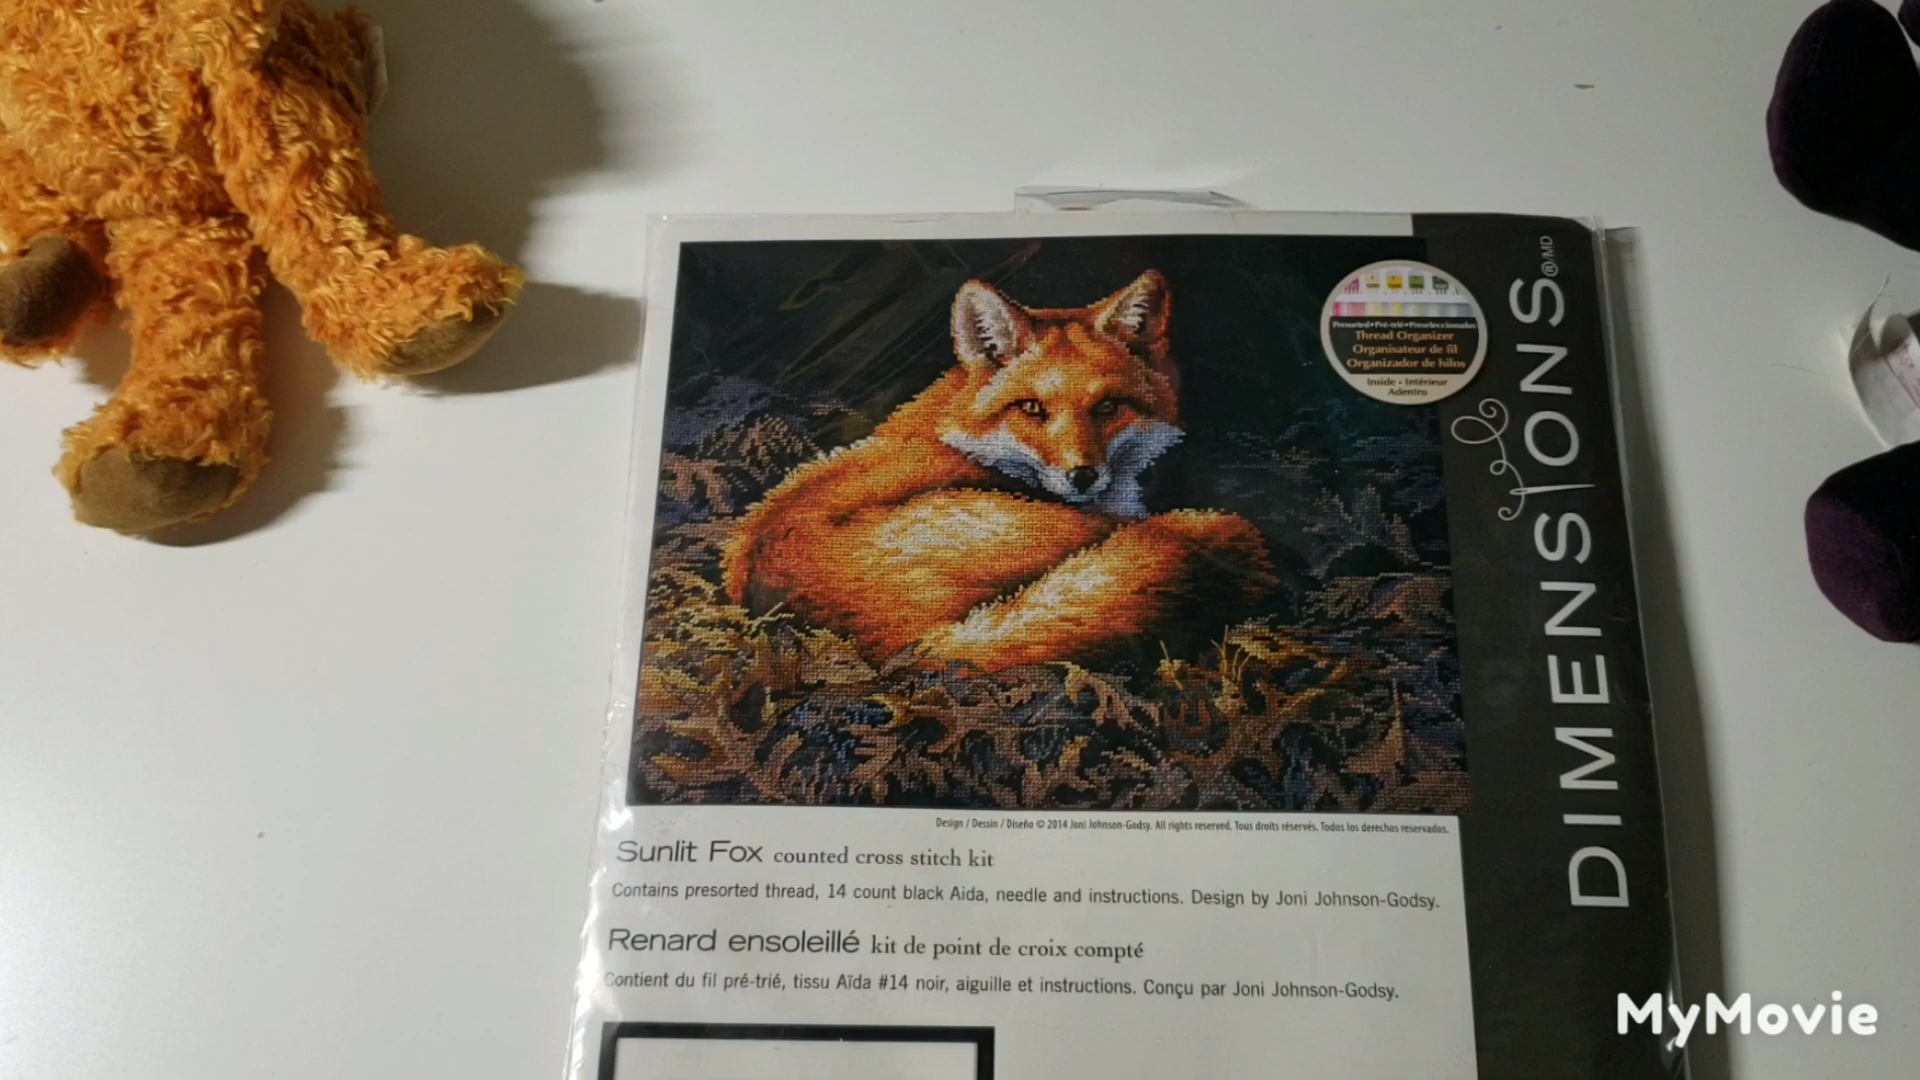 Presorted • Pré-trié • Preseleccionados
Thread Organizer
Organisateur de fil
Organizador de hilos
Inside • Intérieur
Adentro
DIMENSIONS®/MD
Design / Dessin / Diseño © 2014 Joni Johnson-Godsy. All rights reserved. Tous droits réservés. Todos los derechos reservados.
Sunlit Fox counted cross stitch kit
Contains presorted thread, 14 count black Aida, needle and instructions. Design by Joni Johnson-Godsy.
Renard ensoleillé kit de point de croix compté
Contient du fil pré-trié, tissu Aïda #14 noir, aiguille et instructions. Conçu par Joni Johnson-Godsy.
MyMovie